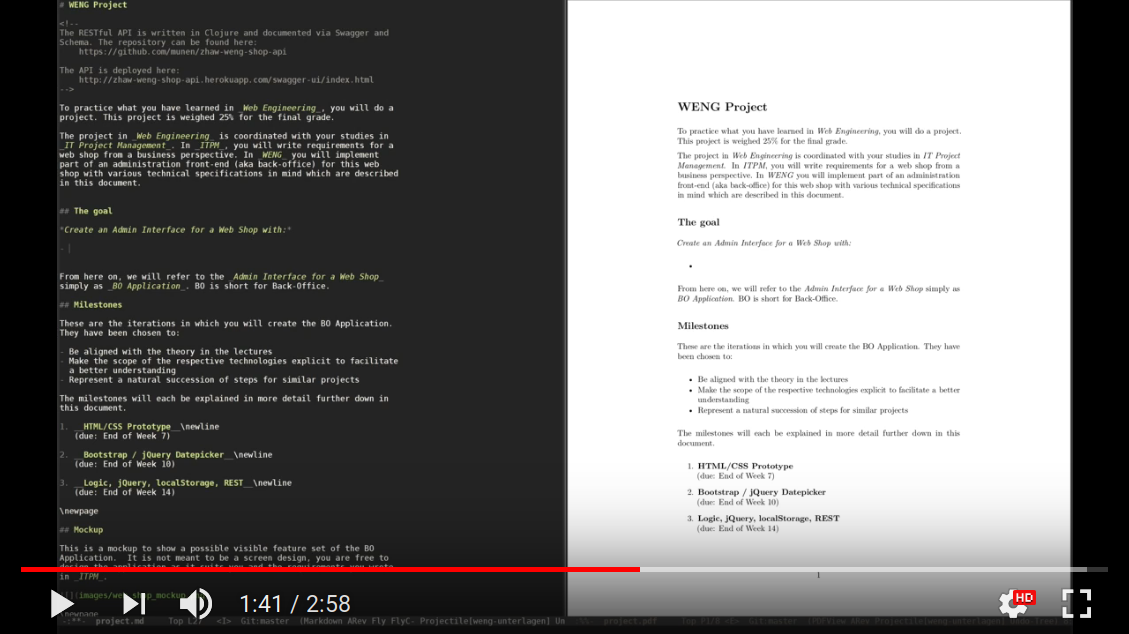 # WENG Project
<!--
The RESTful API is written in Clojure and documented via Swagger and
Schema. The repository can be found here:
https://github.com/munen/zhaw-weng-shop-api
The API is deployed here:
http://zhaw-weng-shop-api.herokuapp.com/swagger-ui/index.html
-->
To practice what you have learned in _Web Engineering_, you will do a
project. This project is weighed 25% for the final grade.
The project in _Web Engineering_ is coordinated with your studies in
_IT Project Management_. In _ITPM_, you will write requirements for a
web shop from a business perspective. In _WENG_ you will implement
part of an administration front-end (aka back-office) for this web
shop with various technical specifications in mind which are described
in this document.
## The goal
*Create an Admin Interface for a Web Shop with:*
-
From here on, we will refer to the _Admin Interface for a Web Shop_
simply as _BO Application_. BO is short for Back-Office.
## Milestones
These are the iterations in which you will create the BO Application.
They have been chosen to:
- Be aligned with the theory in the lectures
- Make the scope of the respective technologies explicit to facilitate
a better understanding
- Represent a natural succession of steps for similar projects
The milestones will each be explained in more detail further down in
this document.
1. __HTML/CSS Prototype__\newline
(due: End of Week 7)
2. __Bootstrap / jQuery Datepicker__\newline
(due: End of Week 10)
3. __Logic, jQuery, localStorage, REST__\newline
(due: End of Week 14)
\newpage
## Mockup
This is a mockup to show a possible visible feature set of the BO
Application. It is not meant to be a screen design, you are free to
design the application as it suits you and the requirements you wrote
in _ITPM_.
\newpage
-:**- project.md Top L27 <I> Git:master (Markdown ARev Fly FlyC- Projectile[weng-unterlagen] Un
WENG Project
To practice what you have learned in Web Engineering, you will do a project.
This project is weighed 25% for the final grade.
The project in Web Engineering is coordinated with your studies in IT Project
Management. In ITPM, you will write requirements for a web shop from a
business perspective. In WENG you will implement part of an administration
front-end (aka back-office) for this web shop with various technical specifications
in mind which are described in this document.
The goal
Create an Admin Interface for a Web Shop with:
•
From here on, we will refer to the Admin Interface for a Web Shop simply as
BO Application. BO is short for Back-Office.
Milestones
These are the iterations in which you will create the BO Application. They have
been chosen to:
• Be aligned with the theory in the lectures
• Make the scope of the respective technologies explicit to facilitate a better
understanding
• Represent a natural succession of steps for similar projects
The milestones will each be explained in more detail further down in this
document.
1. HTML/CSS Prototype
(due: End of Week 7)
2. Bootstrap / jQuery Datepicker
(due: End of Week 10)
3. Logic, jQuery, localStorage, REST
(due: End of Week 14)
1
project.pdf Top P1/8 <E> Git:master
1:41 / 2:58
HD